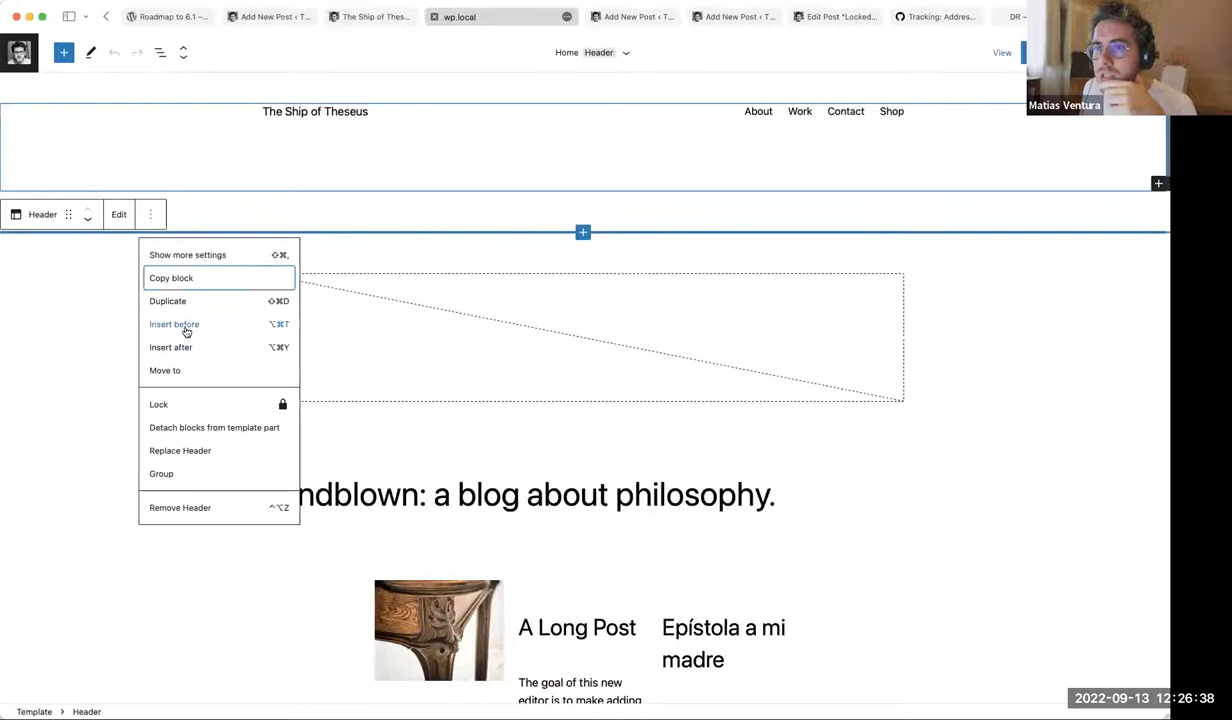 Roadmap to 6.1 –...
Add New Post ‹ T...
The Ship of Thes...
wp.local
Add New Post ‹ T...
Add New Post ‹ T...
Edit Post "Locked...
Tracking: Addres...
DR –
Home Header
View
Matias Ventura
The Ship of Theseus
About Work Contact Shop
Header
Edit
Show more settings ⇧⌘,
Copy block
Duplicate ⇧⌘D
Insert before ⌥⌘T
Insert after ⌥⌘Y
Move to
Lock
Detach blocks from template part
Replace Header
Group
Remove Header ^⌥Z
ndblown: a blog about philosophy.
A Long Post
Epístola a mi
madre
The goal of this new
editor is to make adding
Template > Header
2022-09-13 12:26:38